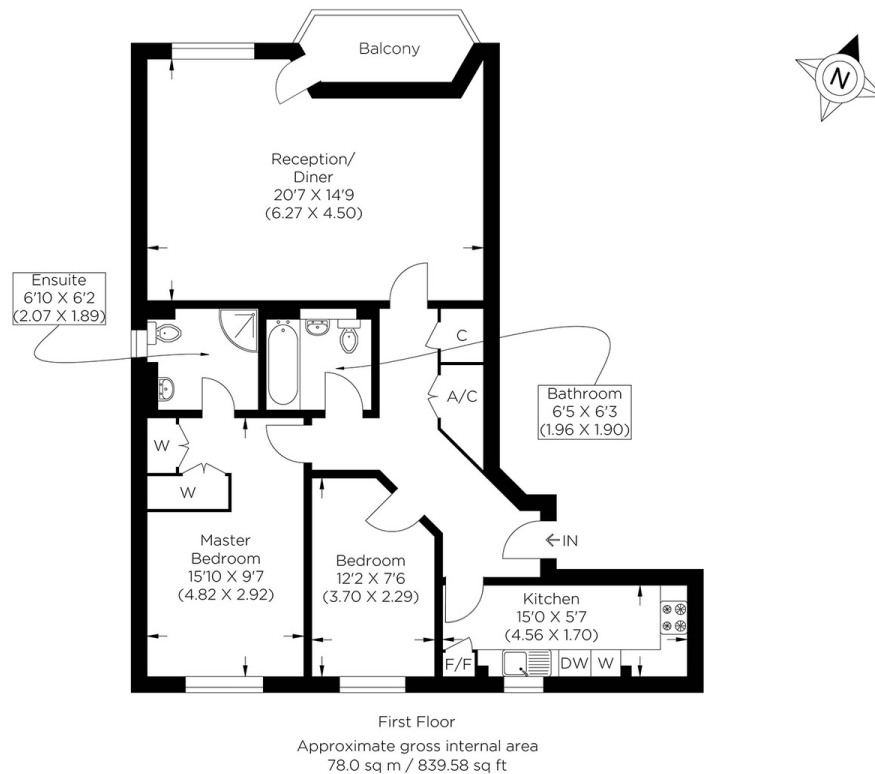 Balcony
N
Reception/
Diner
20'7 X 14'9
(6.27 X 4.50)
Ensuite
6'10 X 6'2
(2.07 X 1.89)
C
A/C
Bathroom
6'5 X 6'3
(1.96 X 1.90)
W
W
IN
Master
Bedroom
15'10 X 9'7
(4.82 X 2.92)
Bedroom
12'2 X 7'6
(3.70 X 2.29)
Kitchen
15'0 X 5'7
(4.56 X 1.70)
F/F
DW
W
First Floor
Approximate gross internal area
78.0 sq m / 839.58 sq ft